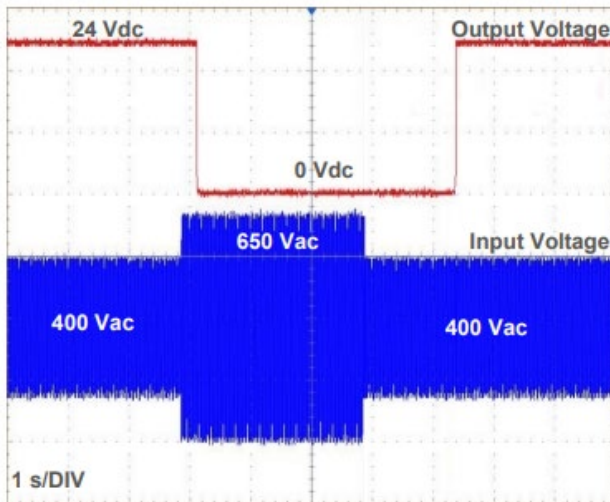 24 Vdc
Output Voltage
0 Vdc
650 Vac
Input Voltage
400 Vac
400 Vac
1 s/DIV